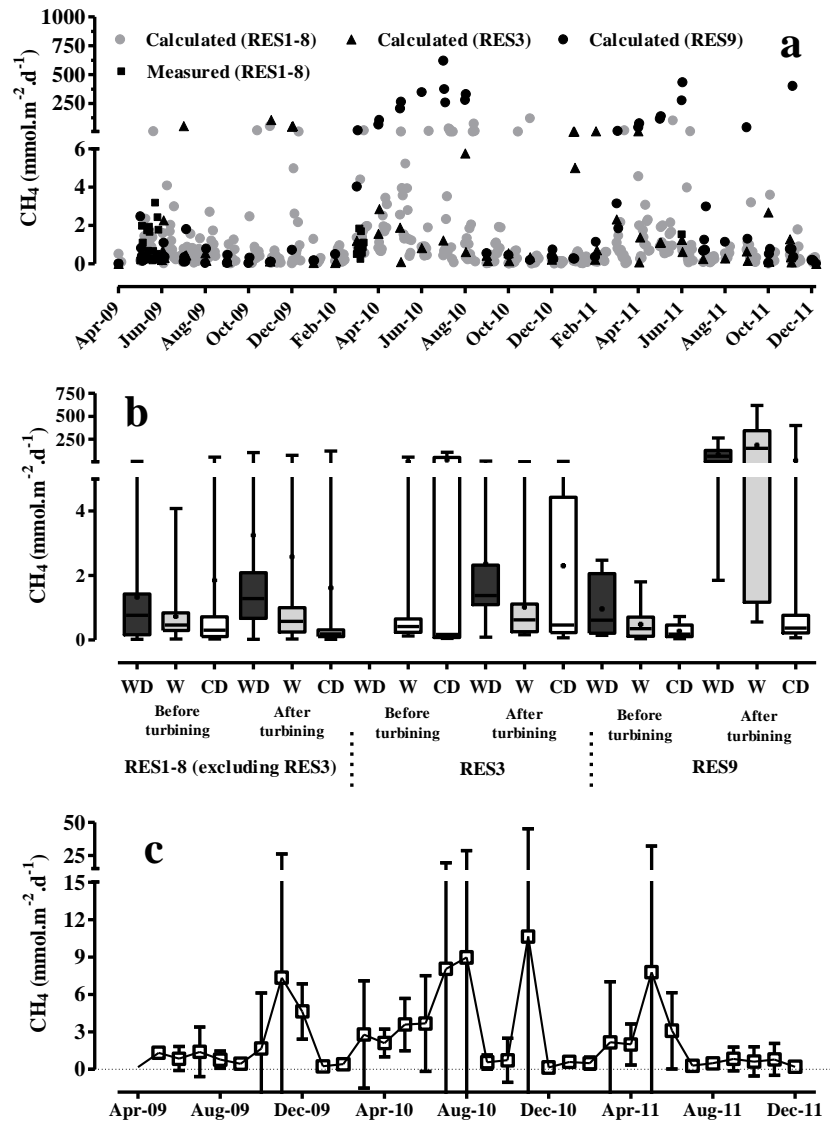 1000
750
500
250
6
4
2
0
CH4 (mmol.m-2.d-1)
Calculated (RES1-8)
Calculated (RES3)
Calculated (RES9)
Measured (RES1-8)
a
Apr-09
Jun-09
Aug-09
Oct-09
Dec-09
Feb-10
Apr-10
Jun-10
Aug-10
Oct-10
Dec-10
Feb-11
Apr-11
Jun-11
Aug-11
Oct-11
Dec-11
750
500
250
4
2
0
CH4 (mmol.m-2.d-1)
b
WD W CD WD W CD WD W CD WD W CD WD W CD WD W CD
Before turbining After turbining Before turbining After turbining Before turbining After turbining
RES1-8 (excluding RES3) RES3 RES9
50
25
15
12
9
6
3
0
CH4 (mmol.m-2.d-1)
c
Apr-09 Aug-09 Dec-09 Apr-10 Aug-10 Dec-10 Apr-11 Aug-11 Dec-11